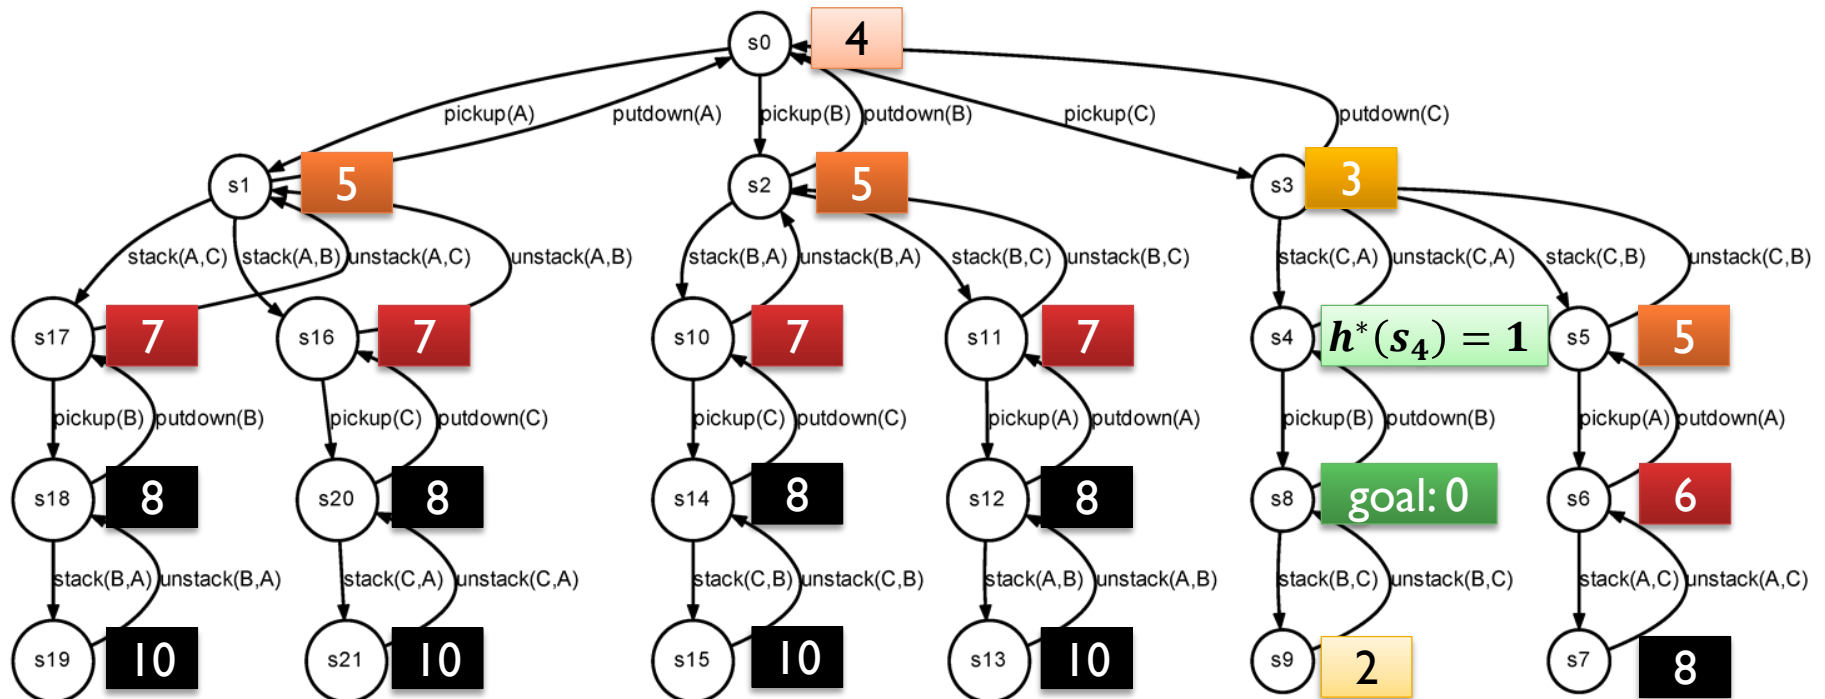 s0 4
pickup(A) putdown(A) pickup(B) putdown(B) pickup(C) putdown(C)
s1 5 s2 5 s3 3
stack(A,C) stack(A,B) unstack(A,C) unstack(A,B) stack(B,A) unstack(B,A) stack(B,C) unstack(B,C) stack(C,A) unstack(C,A) stack(C,B) unstack(C,B)
s17 7 s16 7 s10 7 s11 7 s4 h*(s₄) = 1 s5 5
pickup(B) putdown(B) pickup(C) putdown(C) pickup(C) putdown(C) pickup(A) putdown(A) pickup(B) putdown(B) pickup(A) putdown(A)
s18 8 s20 8 s14 8 s12 8 s8 goal: 0 s6 6
stack(B,A) unstack(B,A) stack(C,A) unstack(C,A) stack(C,B) unstack(C,B) stack(A,B) unstack(A,B) stack(B,C) unstack(B,C) stack(A,C) unstack(A,C)
s19 10 s21 10 s15 10 s13 10 s9 2 s7 8